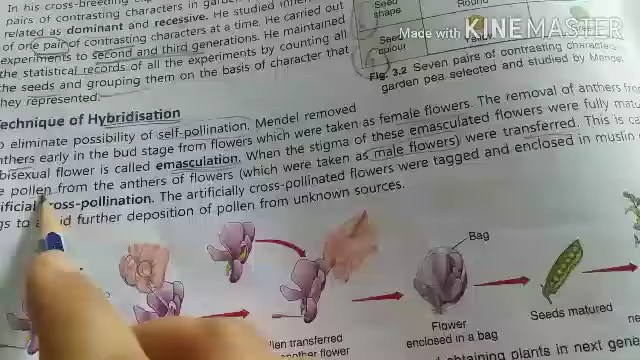 In his cross-breeding
pairs of contrasting characters in garden
related as dominant and recessive. He studied
of one pair of contrasting characters at a time. He carried out
experiments to second and third generations. He maintained
the statistical records of all the experiments by counting all
the seeds and grouping them on the basis of character that
they represented.
Seed
shape
Round
Seed
colour
Made with KINEMASTER
Fig. 3.2 Seven pairs of contrasting characters
garden pea selected and studied by Mendel
Technique of Hybridisation
To eliminate possibility of self-pollination, Mendel removed
anthers early in the bud stage from flowers which were taken as female flowers. The removal of anthers from
bisexual flower is called emasculation. When the stigma of these emasculated flowers were fully
pollen from the anthers of flowers (which were taken as male flowers) were transferred. This is
cross-pollination. The artificially cross-pollinated flowers were tagged and enclosed in muslin
to further deposition of pollen from unknown sources.
Bag
transferred
another flower
Flower
enclosed in a bag
Seeds matured
obtaining plants in next